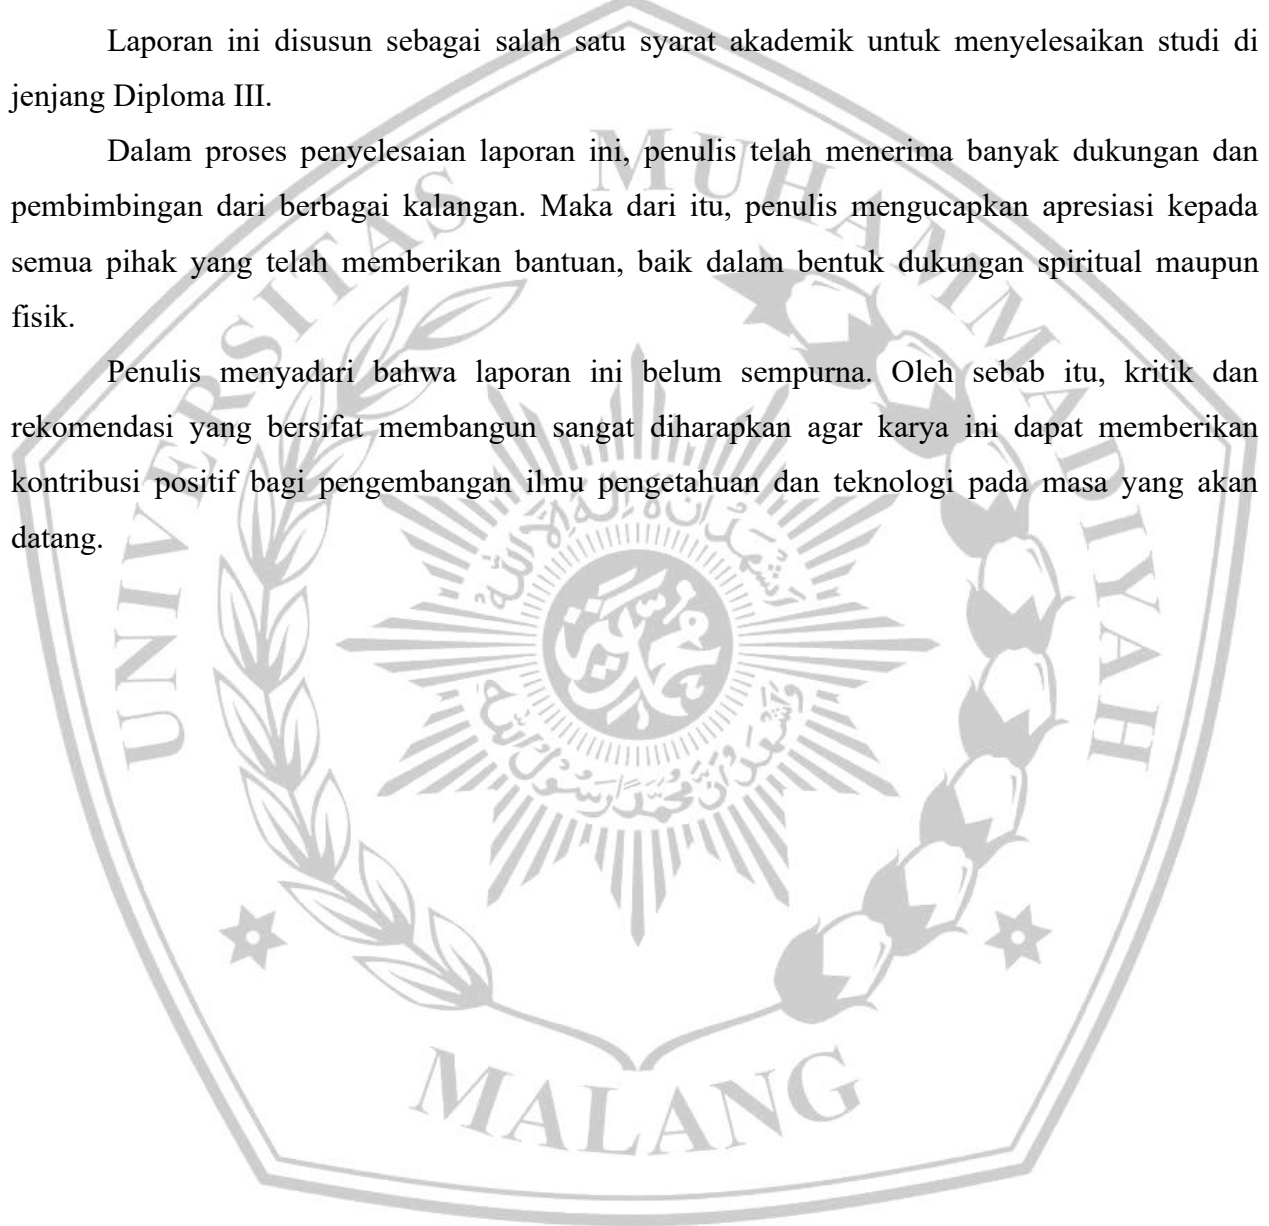 Laporan ini disusun sebagai salah satu syarat akademik untuk menyelesaikan studi di
jenjang Diploma III.
Dalam proses penyelesaian laporan ini, penulis telah menerima banyak dukungan dan
pembimbingan dari berbagai kalangan. Maka dari itu, penulis mengucapkan apresiasi kepada
semua pihak yang telah memberikan bantuan, baik dalam bentuk dukungan spiritual maupun
fisik.
Penulis menyadari bahwa laporan ini belum sempurna. Oleh sebab itu, kritik dan
rekomendasi yang bersifat membangun sangat diharapkan agar karya ini dapat memberikan
kontribusi positif bagi pengembangan ilmu pengetahuan dan teknologi pada masa yang akan
datang.
UNIVERSITAS MUHAMMADIYAH
MALANG